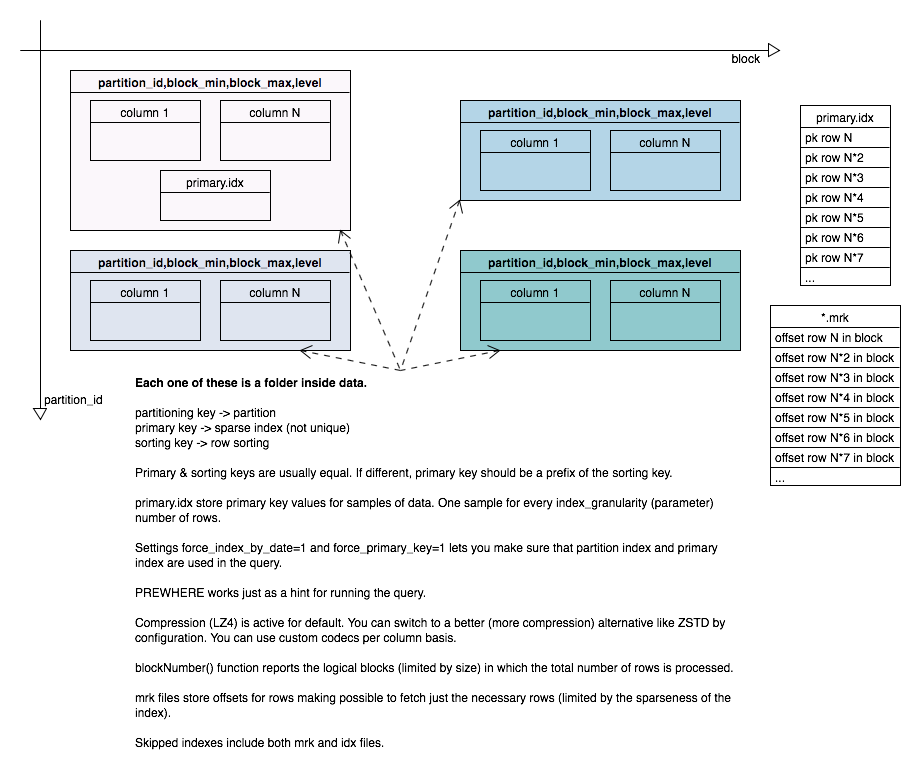 block
partition_id,block_min,block_max,level
column 1
column N
primary.idx
partition_id,block_min,block_max,level
column 1
column N
partition_id,block_min,block_max,level
column 1
column N
partition_id,block_min,block_max,level
column 1
column N
primary.idx
pk row N
pk row N*2
pk row N*3
pk row N*4
pk row N*5
pk row N*6
pk row N*7
...
*.mrk
offset row N in block
offset row N*2 in block
offset row N*3 in block
offset row N*4 in block
offset row N*5 in block
offset row N*6 in block
offset row N*7 in block
...
partition_id
Each one of these is a folder inside data.
partitioning key -> partition
primary key -> sparse index (not unique)
sorting key -> row sorting
Primary & sorting keys are usually equal. If different, primary key should be a prefix of the sorting key.
primary.idx store primary key values for samples of data. One sample for every index_granularity (parameter)
number of rows.
Settings force_index_by_date=1 and force_primary_key=1 lets you make sure that partition index and primary
index are used in the query.
PREWHERE works just as a hint for running the query.
Compression (LZ4) is active for default. You can switch to a better (more compression) alternative like ZSTD by
configuration. You can use custom codecs per column basis.
blockNumber() function reports the logical blocks (limited by size) in which the total number of rows is processed.
mrk files store offsets for rows making possible to fetch just the necessary rows (limited by the sparseness of the
index).
Skipped indexes include both mrk and idx files.